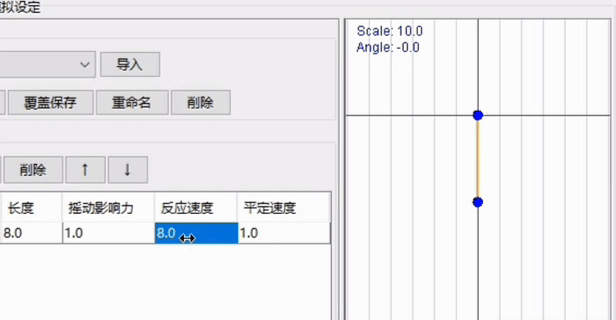 拟设定
导入
覆盖保存 重命名 删除
删除 ↑ ↓
长度 摇动影响力 反应速度 平定速度
8.0 1.0 8.0 1.0
Scale: 10.0
Angle: -0.0